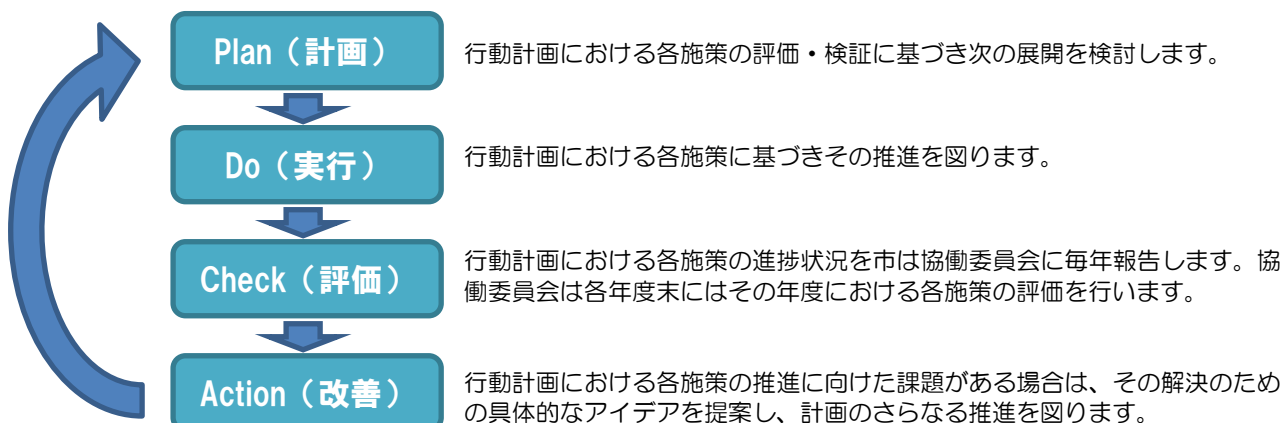 Plan（計画）
行動計画における各施策の評価・検証に基づき次の展開を検討します。
Do（実行）
行動計画における各施策に基づきその推進を図ります。
Check（評価）
行動計画における各施策の進捗状況を市は協働委員会に毎年報告します。協
働委員会は各年度末にはその年度における各施策の評価を行います。
Action（改善）
行動計画における各施策の推進に向けた課題がある場合は、その解決のため
の具体的なアイデアを提案し、計画のさらなる推進を図ります。